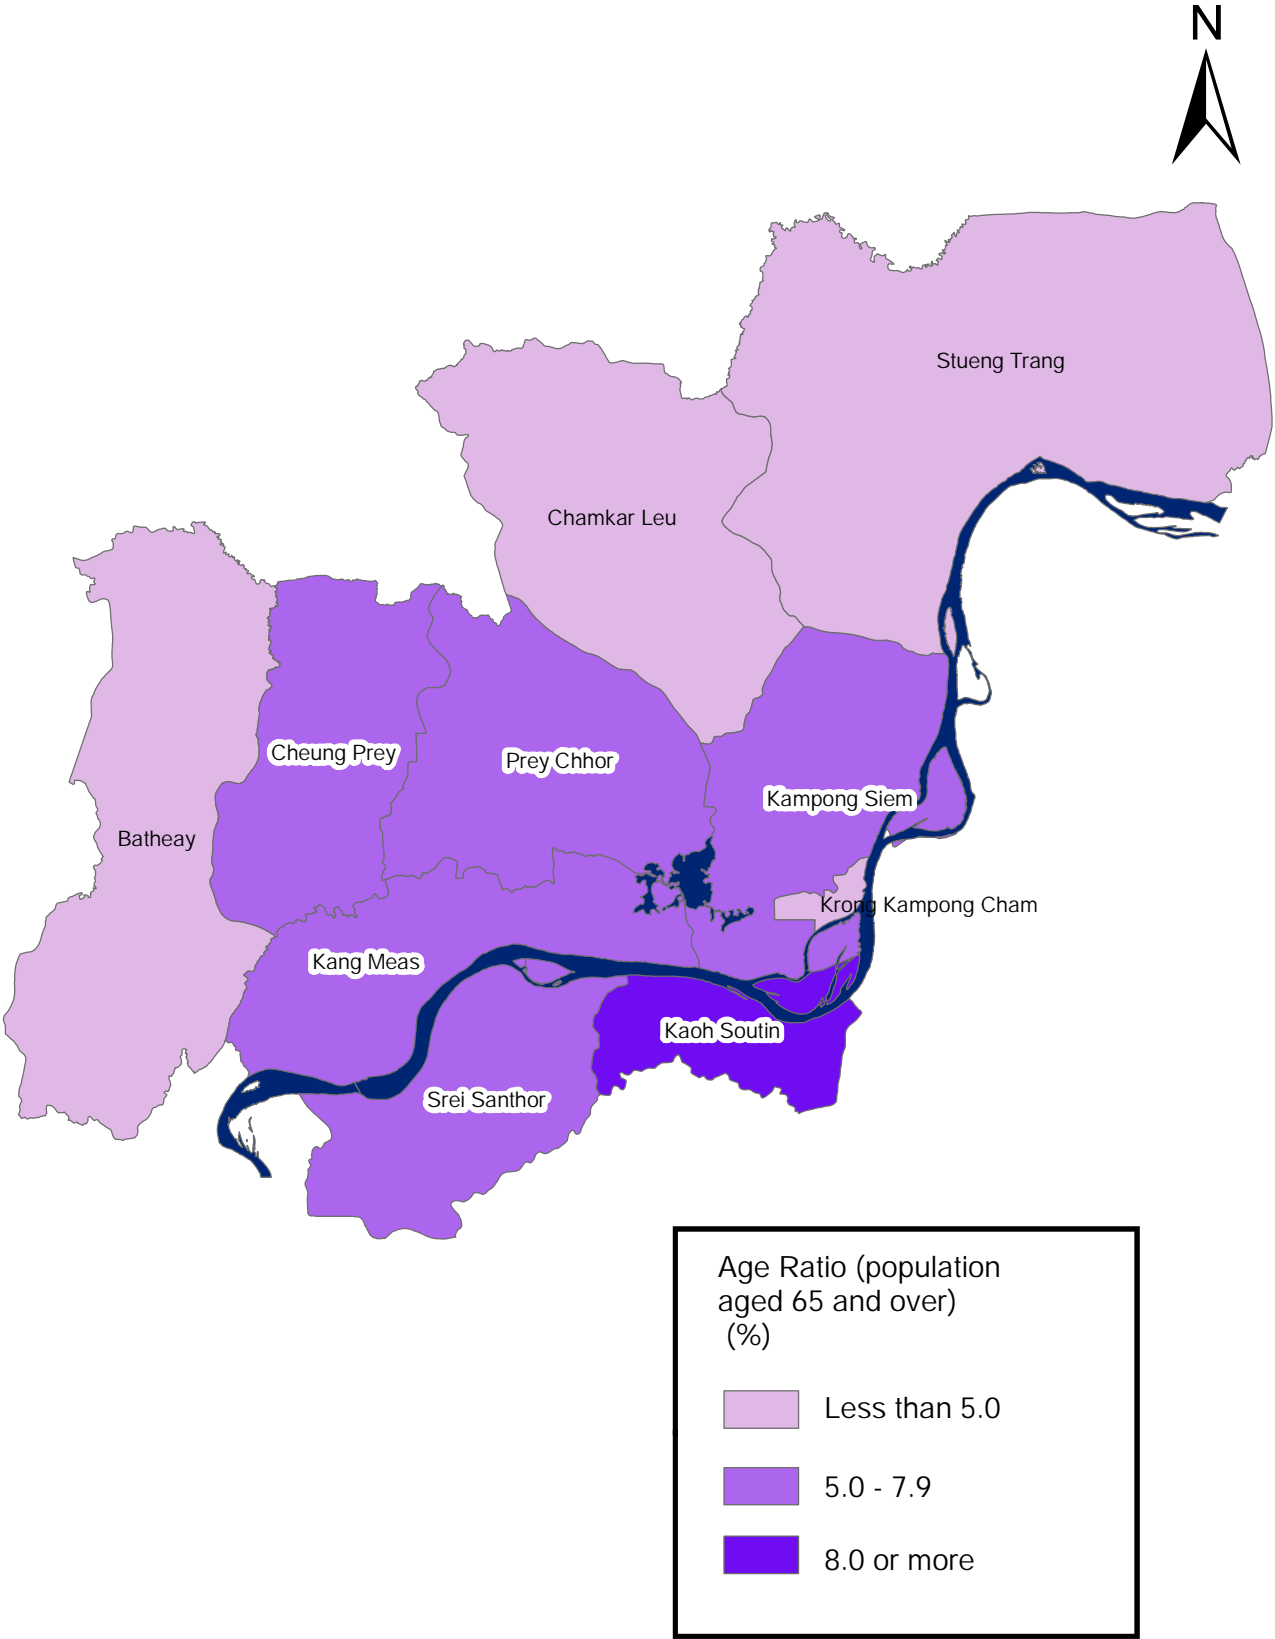 N
Stueng Trang
Chamkar Leu
Cheung Prey
Prey Chhor
Kampong Siem
Batheay
Krong Kampong Cham
Kang Meas
Kaoh Soutin
Srei Santhor
Age Ratio (population
aged 65 and over)
(%)
Less than 5.0
5.0 - 7.9
8.0 or more